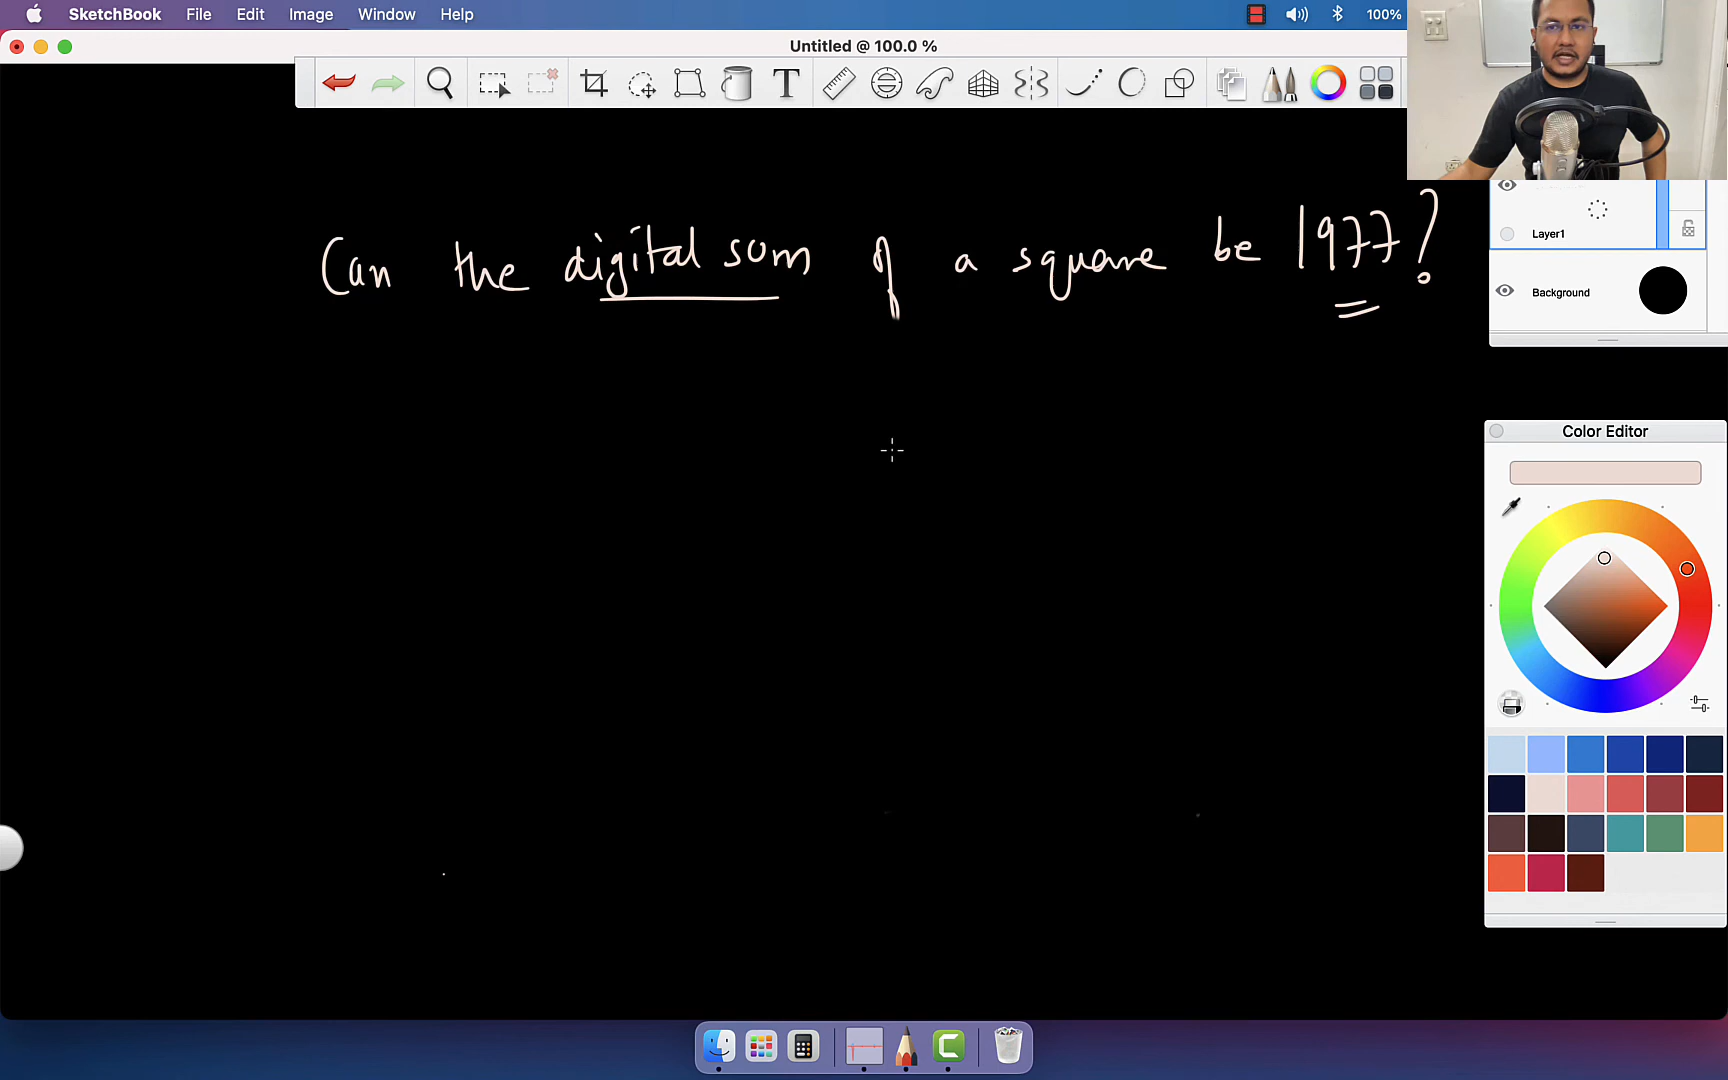 SketchBook File Edit Image Window Help 100%
Untitled @ 100.0 %
T
Can the digital sum of a square be 1977?
Layer1
Background
Color Editor